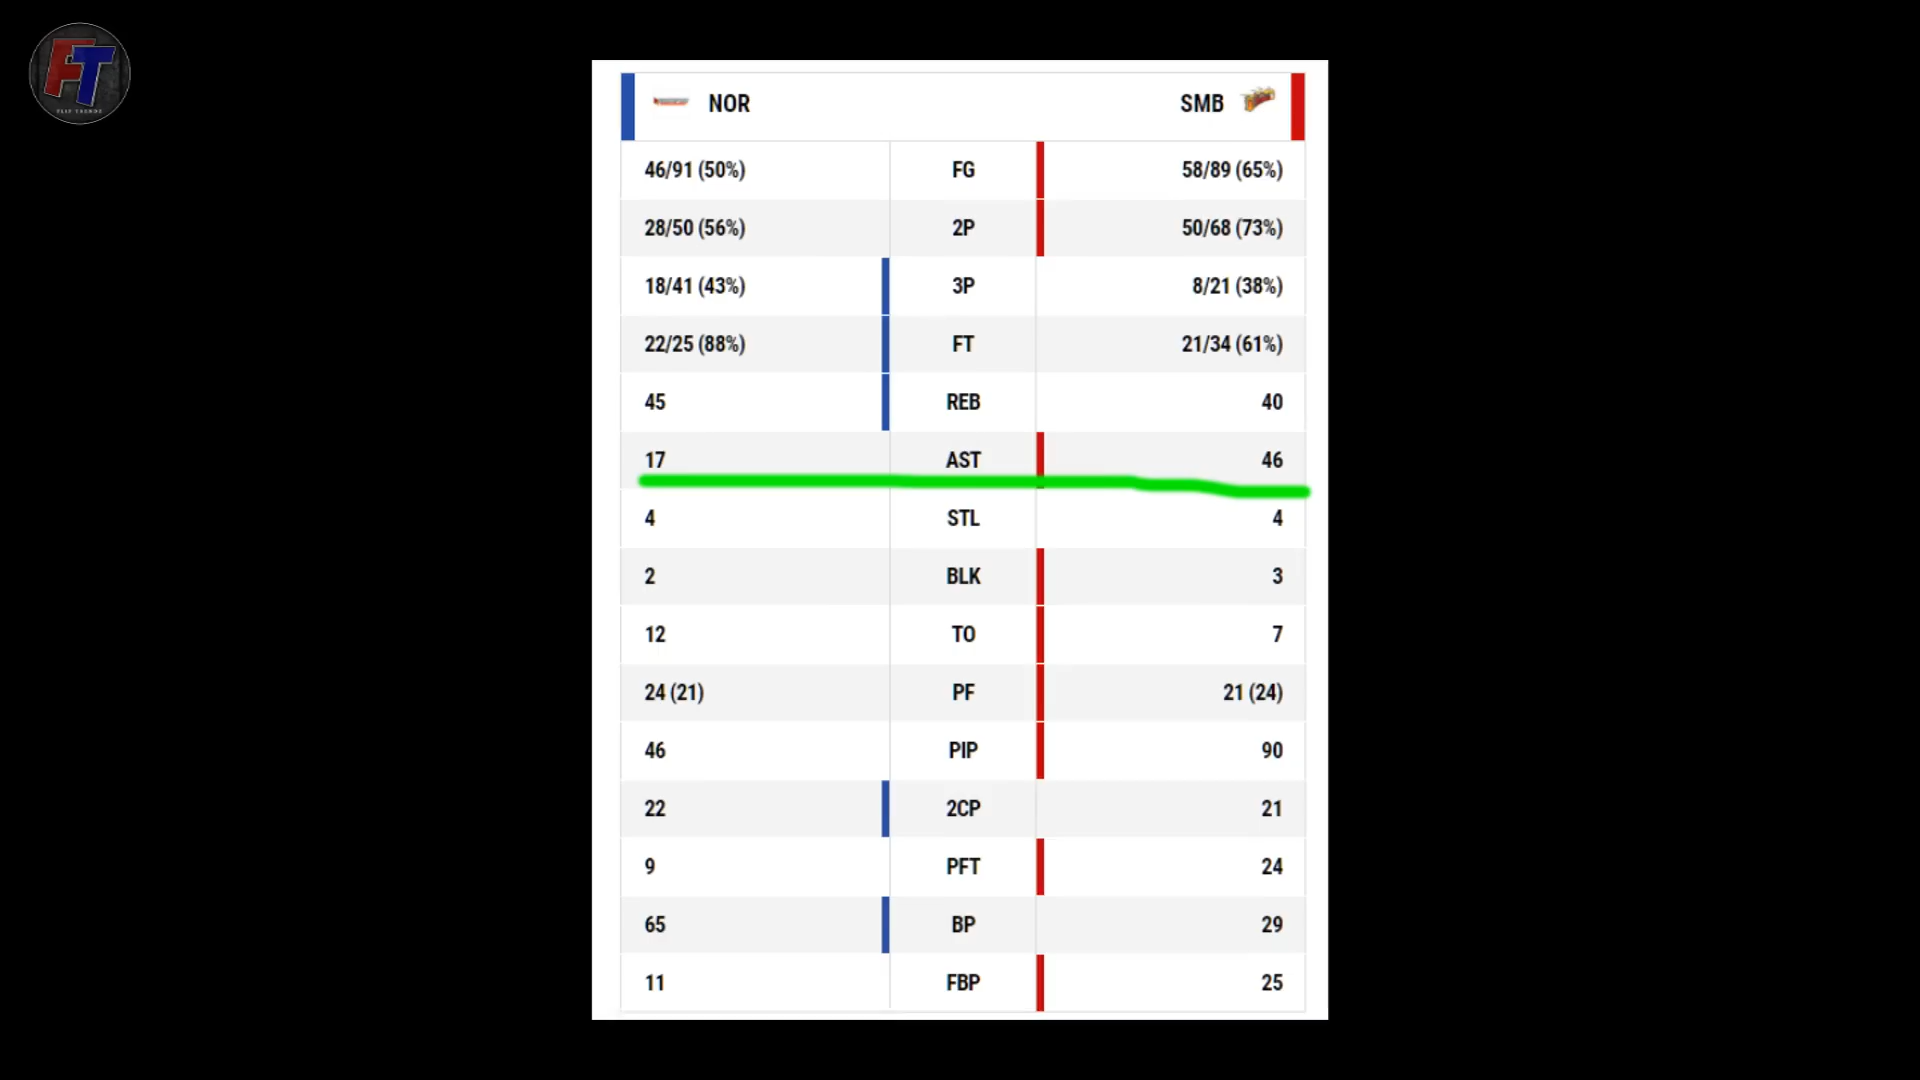 FT
FLIP TRENDS
NOR SMB
46/91 (50%) FG 58/89 (65%)
28/50 (56%) 2P 50/68 (73%)
18/41 (43%) 3P 8/21 (38%)
22/25 (88%) FT 21/34 (61%)
45 REB 40
17 AST 46
4 STL 4
2 BLK 3
12 TO 7
24 (21) PF 21 (24)
46 PIP 90
22 2CP 21
9 PFT 24
65 BP 29
11 FBP 25